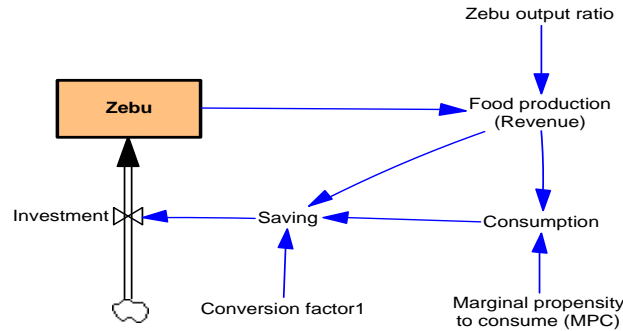 Zebu output ratio
Zebu
Food production
(Revenue)
Investment
Saving
Consumption
Conversion factor1
Marginal propensity
to consume (MPC)